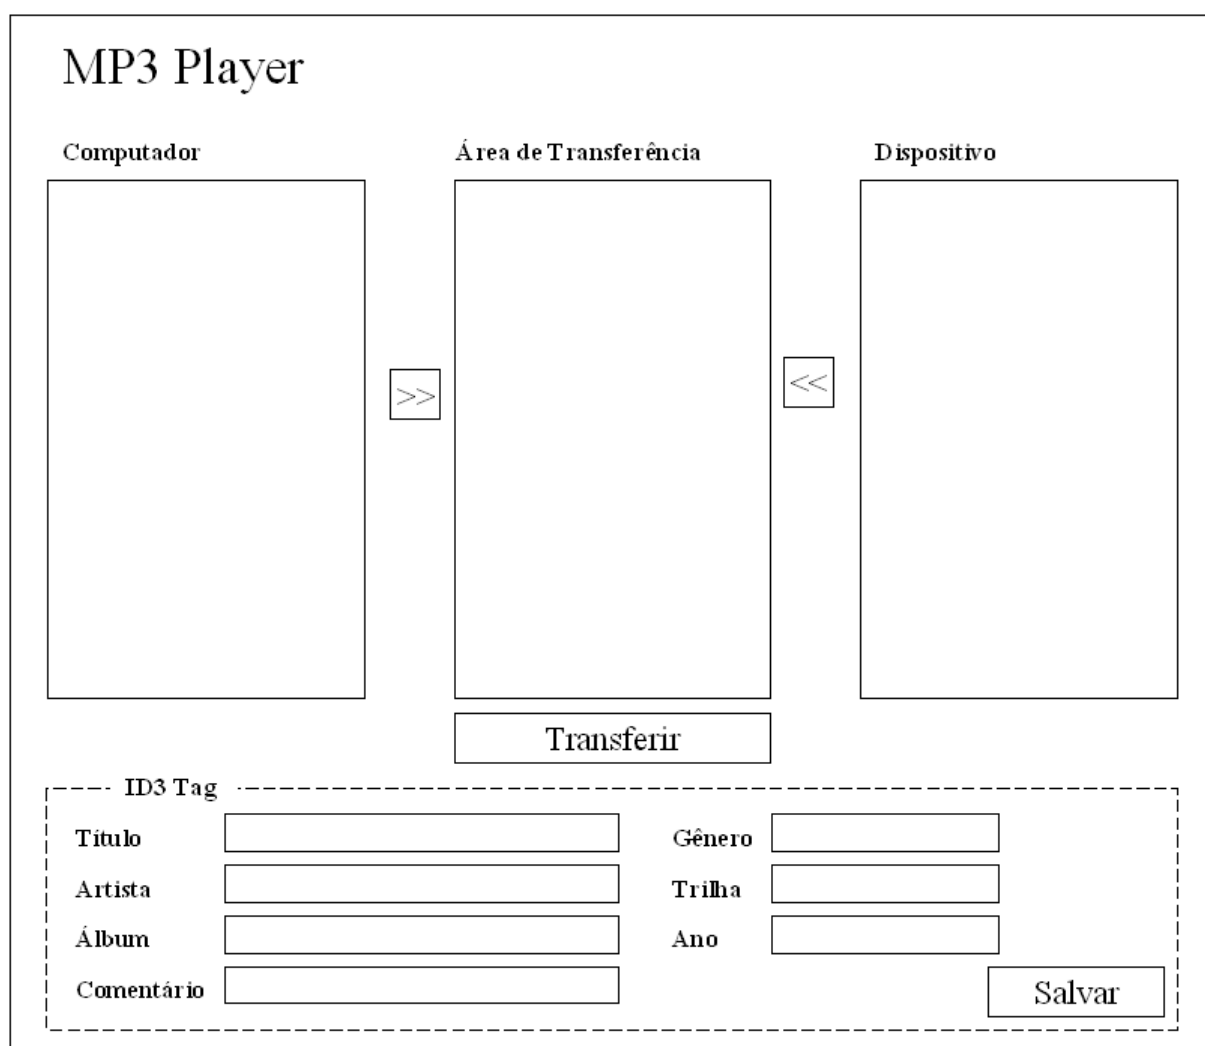 MP3 Player
Computador
Área de Transferência
Dispositivo
>>
<<
Transferir
ID3 Tag
Título
Gênero
Artista
Trilha
Álbum
Ano
Comentário
Salvar